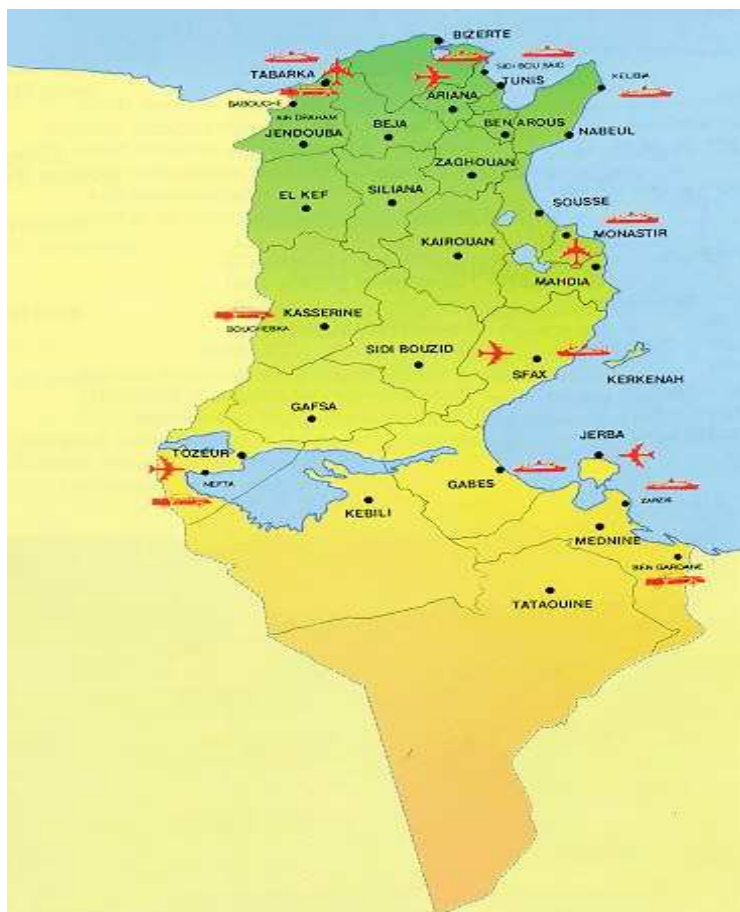 BIZERTE
SIDI BOU SAID
TABARKA
TUNIS
KELIBIA
ARIANA
BABOUCHE
AIN DRAHAM
JENDOUBA
BEJA
BEN AROUS
NABEUL
ZAGHOUAN
EL KEF
SILIANA
SOUSSE
MONASTIR
KAIROUAN
MAHDIA
KASSERINE
BOUCHEBKA
SIDI BOUZID
SFAX
KERKENAH
GAFSA
JERBA
TOZEUR
NEFTA
GABES
KEBILI
ZARZIS
MEDNINE
BEN GARDANE
TATAOUINE